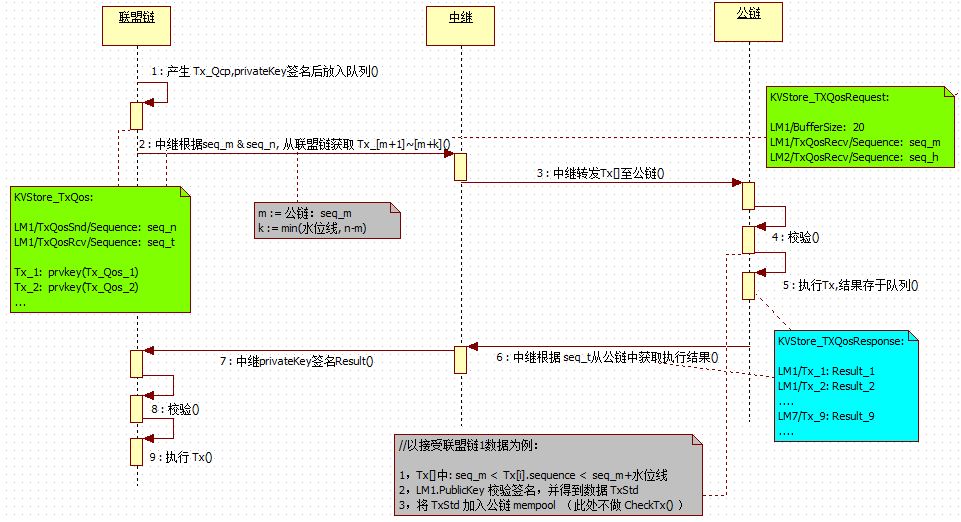 联盟链
中继
公链
1 : 产生 Tx_Qcp,privateKey签名后放入队列()
KVStore_TXQosRequest:
LM1/BufferSize: 20
LM1/TxQosRecv/Sequence: seq_m
LM2/TxQosRecv/Sequence: seq_h
2 : 中继根据seq_m & seq_n, 从联盟链获取 Tx_[m+1]~[m+k]()
3 : 中继转发Tx[]至公链()
KVStore_TxQos:
LM1/TxQosSnd/Sequence: seq_n
LM1/TxQosRcv/Sequence: seq_t
Tx_1: prvkey(Tx_Qos_1)
Tx_2: prvkey(Tx_Qos_2)
...
m := 公链: seq_m
k := min(水位线, n-m)
4 : 校验()
5 : 执行Tx,结果存于队列()
KVStore_TXQosResponse:
LM1/Tx_1: Result_1
LM1/Tx_2: Result_2
....
LM7/Tx_9: Result_9
....
6 : 中继根据 seq_t从公链中获取执行结果()
7 : 中继privateKey签名Result()
8 : 校验()
9 : 执行 Tx()
//以接受联盟链1数据为例：
1，Tx[]中: seq_m < Tx[i].sequence < seq_m+水位线
2，LM1.PublicKey 校验签名，并得到数据 TxStd
3，将 TxStd 加入公链 mempool （此处不做 CheckTx() ）